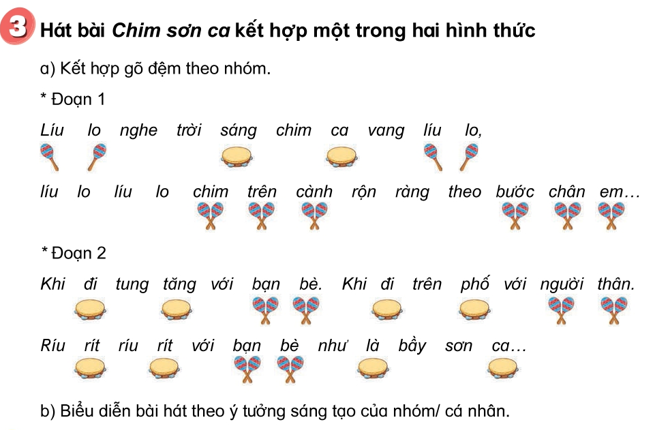 3 Hát bài Chim sơn ca kết hợp một trong hai hình thức
a) Kết hợp gõ đệm theo nhóm.
* Đoạn 1
Líu lo nghe trời sáng chim ca vang líu lo,
líu lo líu lo chim trên cành rộn ràng theo bước chân em...
* Đoạn 2
Khi đi tung tăng với bạn bè. Khi đi trên phố với người thân.
Ríu rít ríu rít với bạn bè như là bầy sơn ca...
b) Biểu diễn bài hát theo ý tưởng sáng tạo của nhóm/ cá nhân.